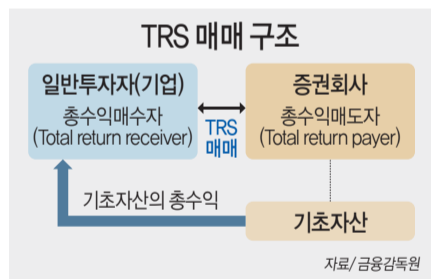 TRS 매매 구조
일반투자자(기업)
총수익매수자
(Total return receiver)
TRS
매매
증권회사
총수익매도자
(Total return payer)
기초자산의 총수익
기초자산
자료/금융감독원